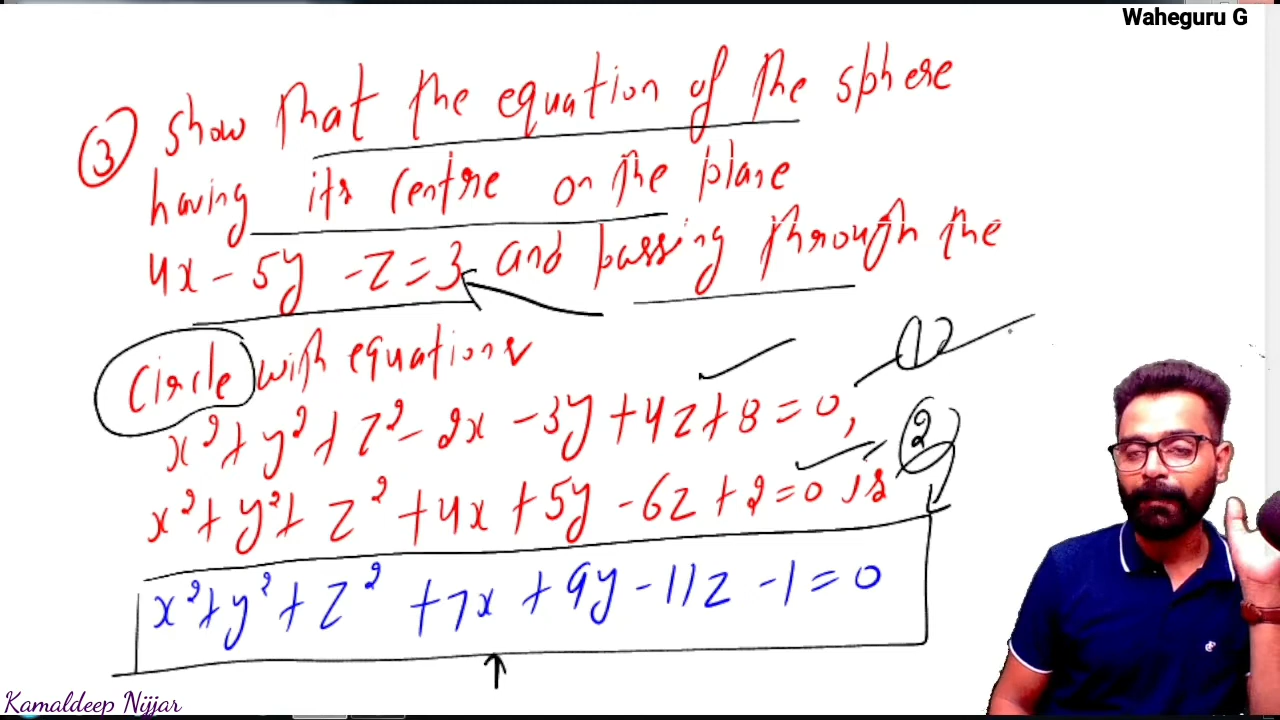 Waheguru G
③ Show that the equation of the sphere
having its centre on the plane
4x - 5y - z = 3 and passing through the
circle with equations
x²+y²+z² - 2x - 3y + 4z + 8 = 0, ①
x²+y²+z² + 4x + 5y - 6z + 2 = 0 is ②
x²+y²+z² + 7x + 9y - 11z - 1 = 0
Kamaldeep Nijjar